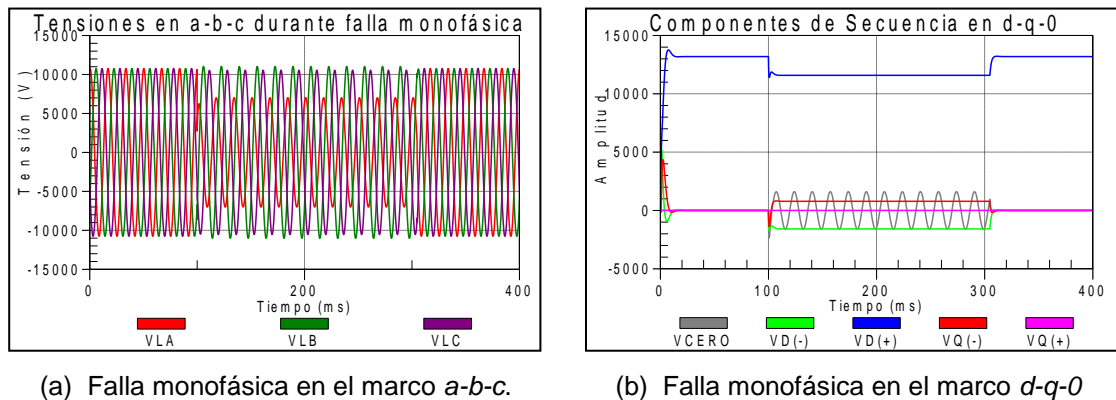 Tensiones en a-b-c durante falla monofásica
15000
10000
5000
0
-5000
-10000
-15000
Tensión (V)
0
200
400
Tiempo (ms)
VLA
VLB
VLC
(a) Falla monofásica en el marco a-b-c.
Componentes de Secuencia en d-q-0
15000
10000
5000
0
-5000
Amplitud
0
100
200
300
400
Tiempo (ms)
VCERO
VD(-)
VD(+)
VQ(-)
VQ(+)
(b) Falla monofásica en el marco d-q-0